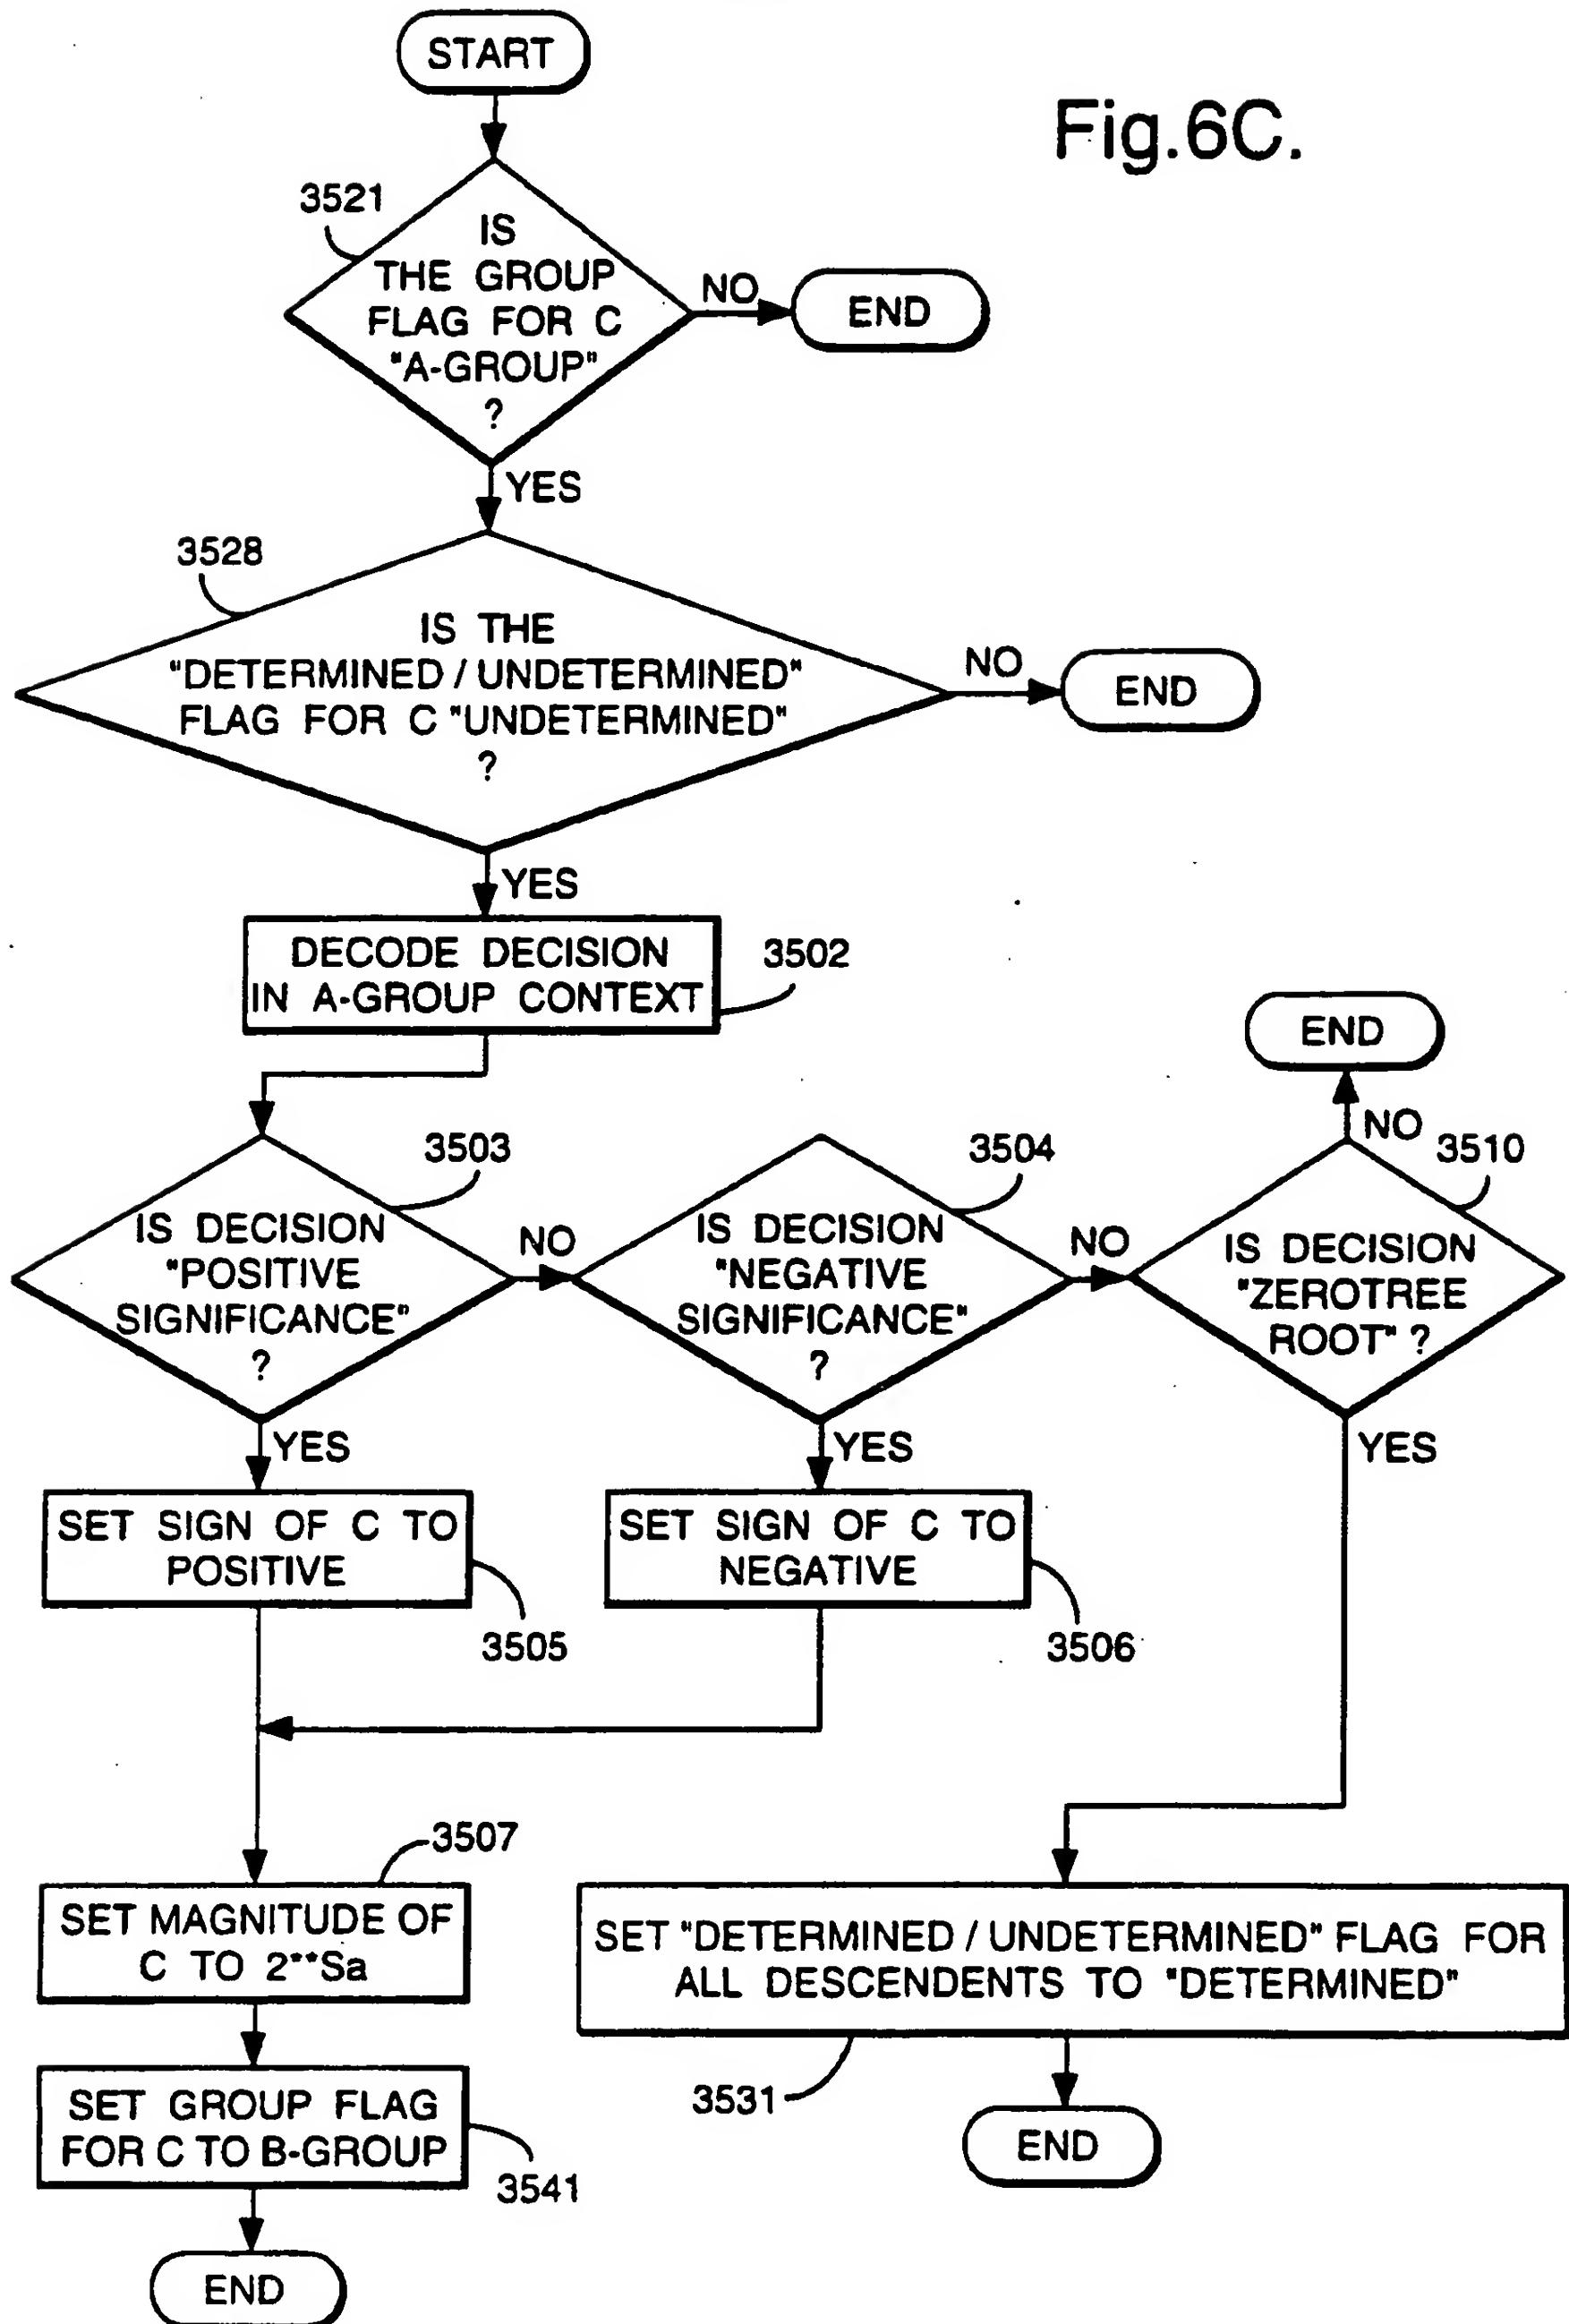 START
Fig.6C.
3521
IS
THE GROUP
FLAG FOR C
"A-GROUP"
?
NO
END
YES
3528
IS THE
"DETERMINED / UNDETERMINED"
FLAG FOR C "UNDETERMINED"
?
NO
END
YES
DECODE DECISION
IN A-GROUP CONTEXT
3502
END
NO
3503
IS DECISION
"POSITIVE
SIGNIFICANCE"
?
NO
3504
IS DECISION
"NEGATIVE
SIGNIFICANCE"
?
NO
3510
IS DECISION
"ZEROTREE
ROOT" ?
YES
YES
YES
SET SIGN OF C TO
POSITIVE
3505
SET SIGN OF C TO
NEGATIVE
3506
3507
SET MAGNITUDE OF
C TO 2**Sa
SET "DETERMINED / UNDETERMINED" FLAG FOR
ALL DESCENDENTS TO "DETERMINED"
3531
END
SET GROUP FLAG
FOR C TO B-GROUP
3541
END